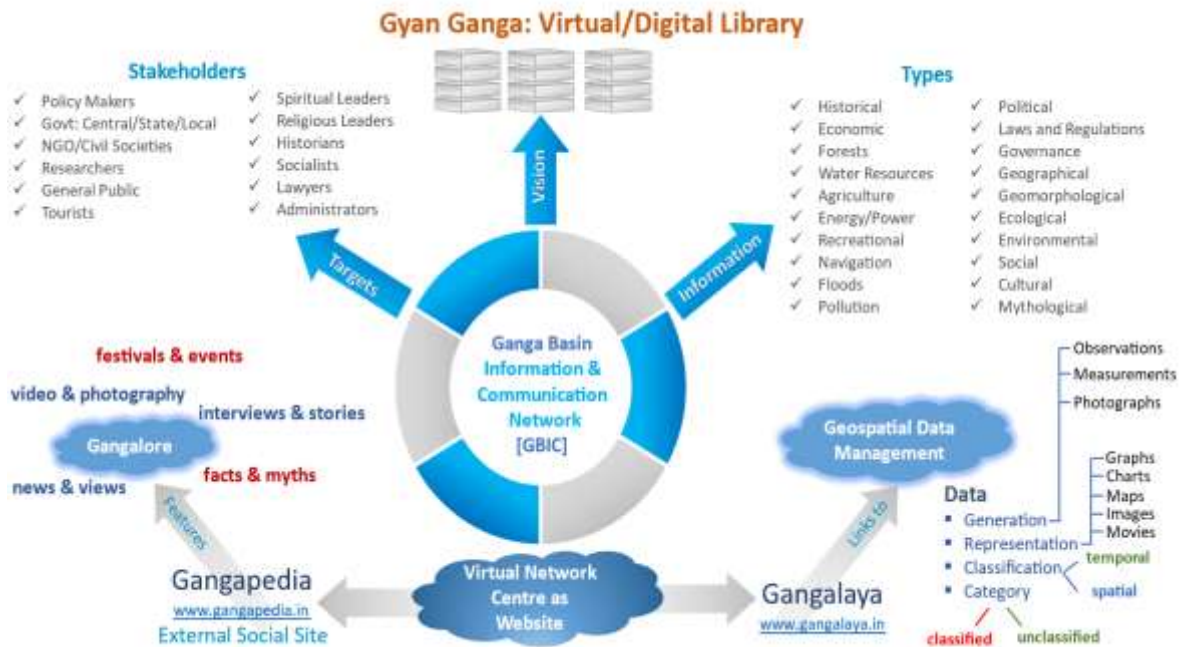 Gyan Ganga: Virtual/Digital Library
Stakeholders
✓ Policy Makers
✓ Govt: Central/State/Local
✓ NGO/Civil Societies
✓ Researchers
✓ General Public
✓ Tourists
✓ Spiritual Leaders
✓ Religious Leaders
✓ Historians
✓ Socialists
✓ Lawyers
✓ Administrators
Types
✓ Historical
✓ Economic
✓ Forests
✓ Water Resources
✓ Agriculture
✓ Energy/Power
✓ Recreational
✓ Navigation
✓ Floods
✓ Pollution
✓ Political
✓ Laws and Regulations
✓ Governance
✓ Geographical
✓ Geomorphological
✓ Ecological
✓ Environmental
✓ Social
✓ Cultural
✓ Mythological
Targets
Vision
Information
Ganga Basin
Information &
Communication
Network
[GBIC]
festivals & events
video & photography
interviews & stories
Gangalore
facts & myths
news & views
Features
Gangapedia
www.gangapedia.in
External Social Site
Virtual Network
Centre as
Website
Gangalaya
www.gangalaya.in
Links to
Geospatial Data
Management
Data
▪ Generation
▪ Representation
▪ Classification
▪ Category
Observations
Measurements
Photographs
Graphs
Charts
Maps
Images
Movies
temporal
spatial
classified
unclassified